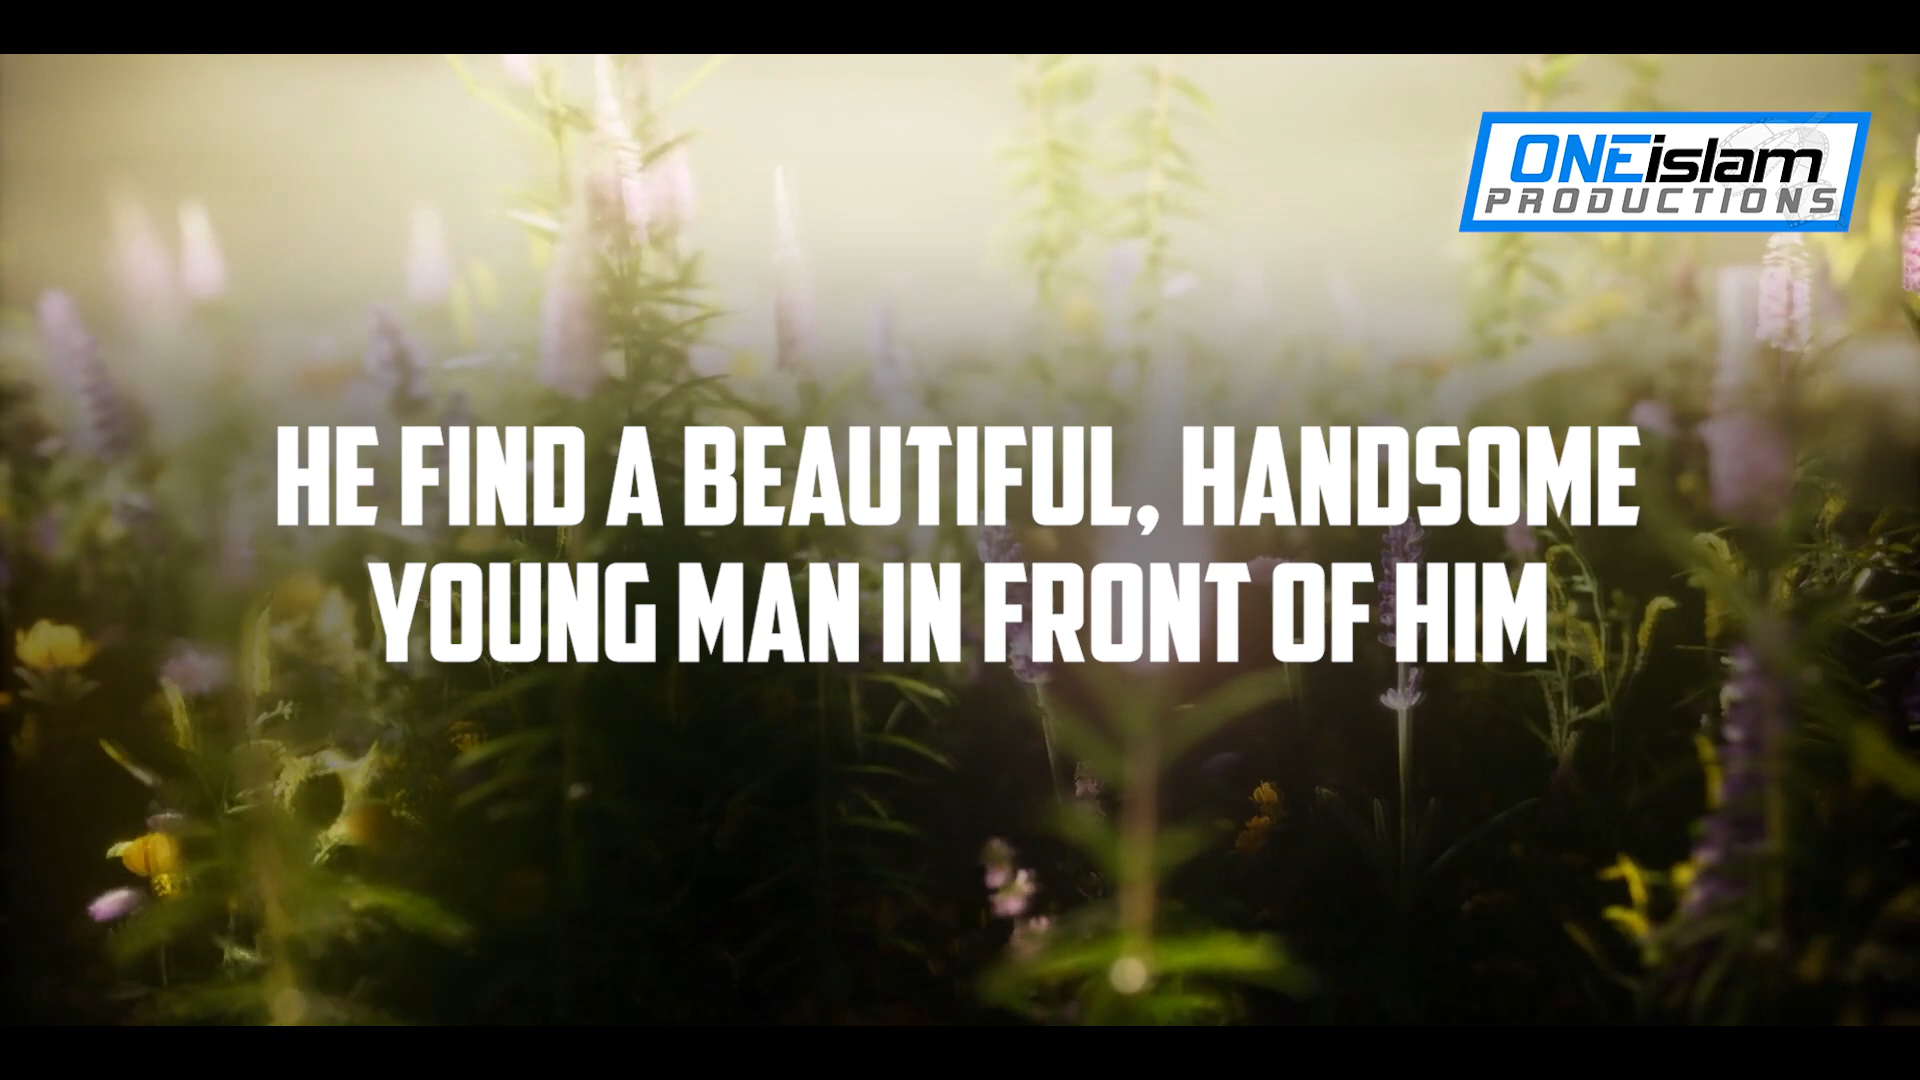 ONEislam
PRODUCTIONS
HE FIND A BEAUTIFUL, HANDSOME
YOUNG MAN IN FRONT OF HIM